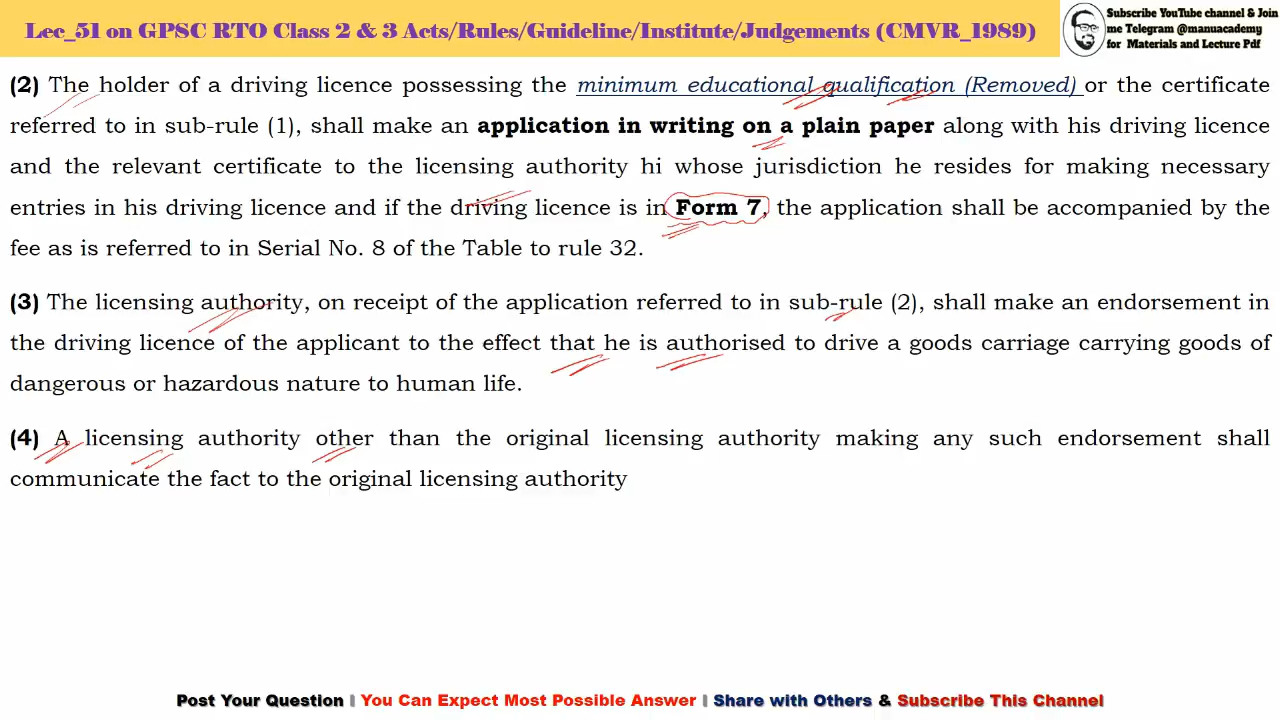 Lec_51 on GPSC RTO Class 2 & 3 Acts/Rules/Guideline/Institute/Judgements (CMVR_1989)
Subscribe YouTube channel & Join
me Telegram @manuacademy
for Materials and Lecture Pdf
(2) The holder of a driving licence possessing the minimum educational qualification (Removed) or the certificate
referred to in sub-rule (1), shall make an application in writing on a plain paper along with his driving licence
and the relevant certificate to the licensing authority hi whose jurisdiction he resides for making necessary
entries in his driving licence and if the driving licence is in Form 7, the application shall be accompanied by the
fee as is referred to in Serial No. 8 of the Table to rule 32.
(3) The licensing authority, on receipt of the application referred to in sub-rule (2), shall make an endorsement in
the driving licence of the applicant to the effect that he is authorised to drive a goods carriage carrying goods of
dangerous or hazardous nature to human life.
(4) A licensing authority other than the original licensing authority making any such endorsement shall
communicate the fact to the original licensing authority
Post Your Question | You Can Expect Most Possible Answer | Share with Others & Subscribe This Channel